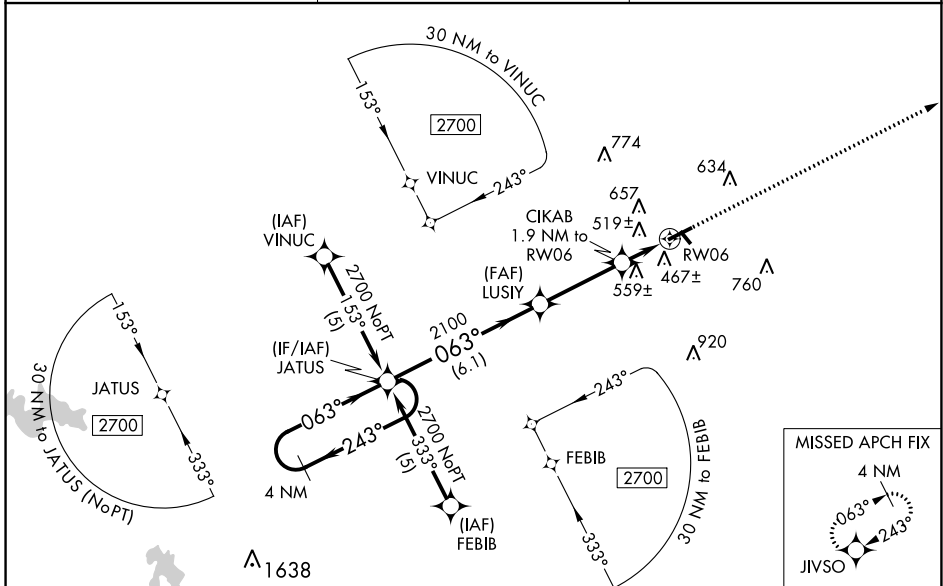 30 NM to VINUC
153°
2700
VINUC
243°
774
634
657
519±
CIKAB
1.9 NM to
RW06
RW06
467±
559±
760
(IAF)
VINUC
2700 NoPT
153°
(5)
(FAF)
LUSIY
2100
063°
(6.1)
(IF/IAF)
JATUS
920
153°
JATUS
2700
333°
30 NM to JATUS (NoPT)
063°
243°
4 NM
2700 NoPT
333°
(5)
(IAF)
FEBIB
243°
FEBIB
2700
333°
30 NM to FEBIB
1638
MISSED APCH FIX
4 NM
063°
243°
JIVSO